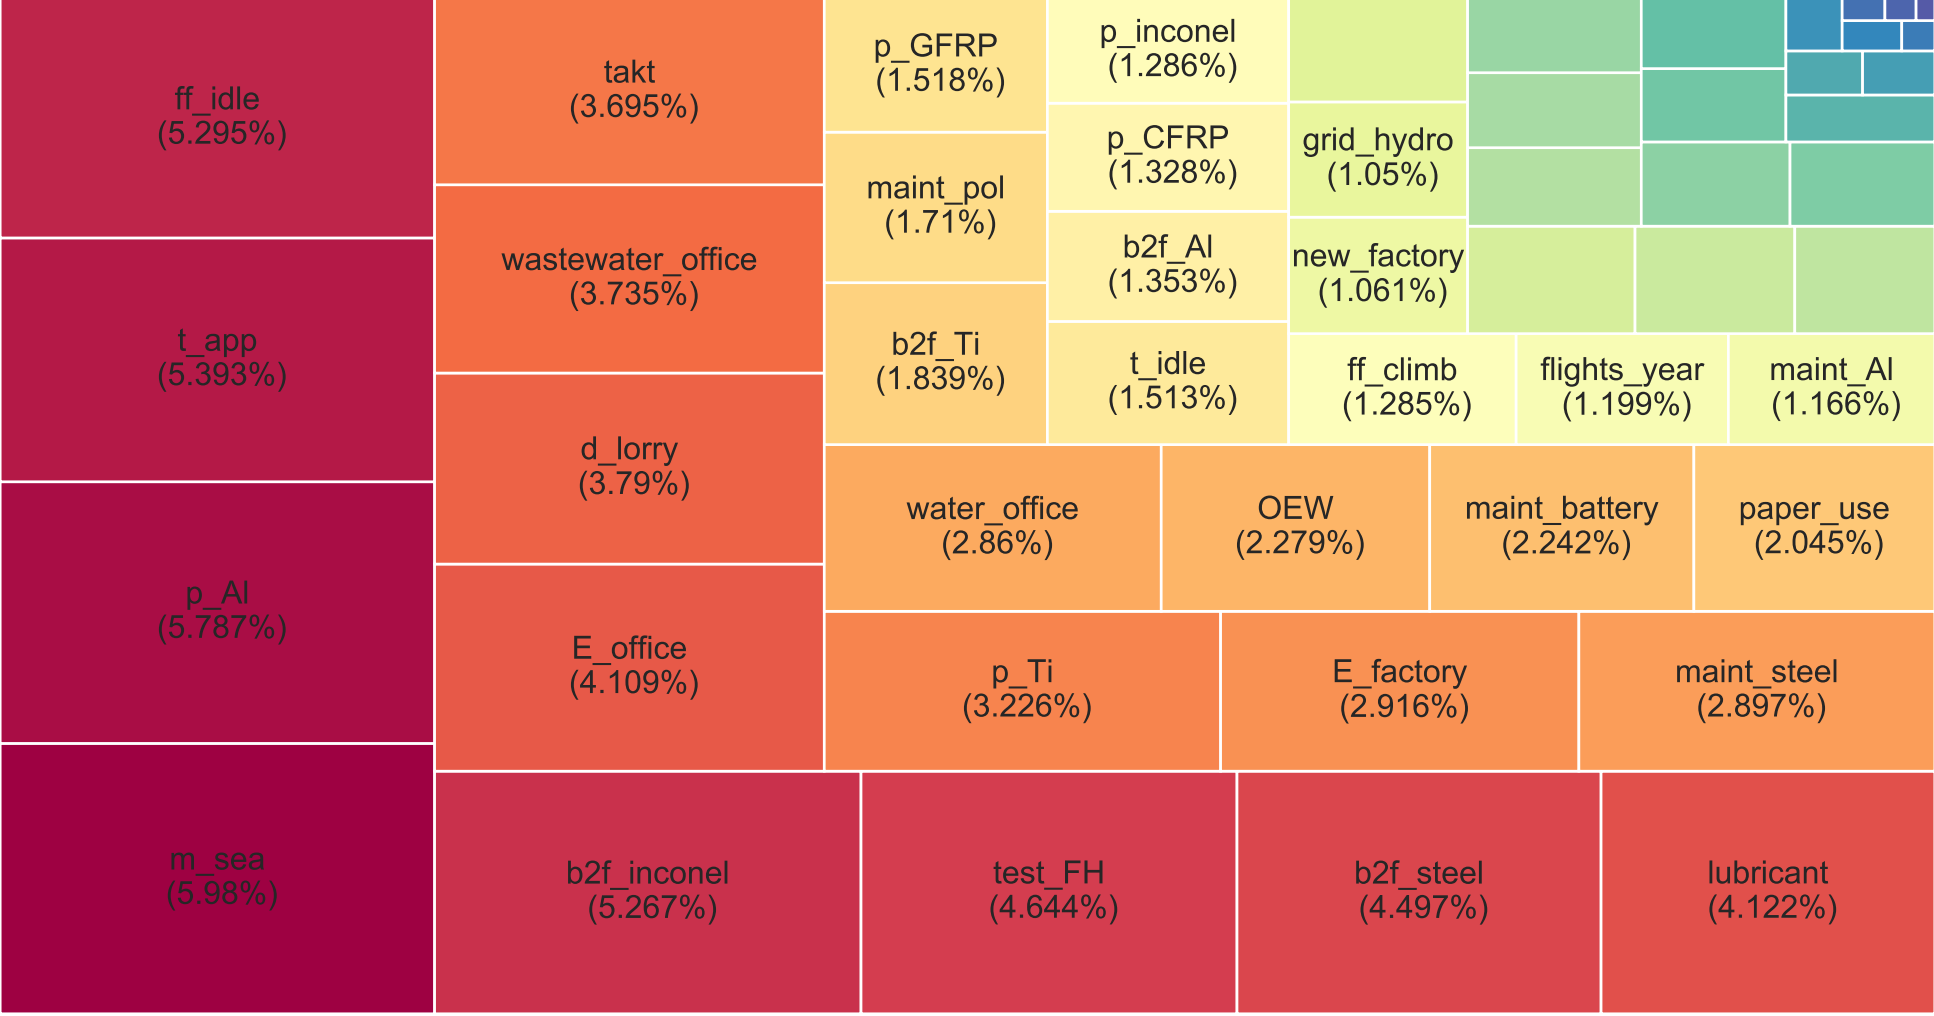 ff_idle
(5.295%)
t_app
(5.393%)
p_Al
(5.787%)
m_sea
(5.98%)
takt
(3.695%)
wastewater_office
(3.735%)
d_lorry
(3.79%)
E_office
(4.109%)
b2f_inconel
(5.267%)
test_FH
(4.644%)
b2f_steel
(4.497%)
lubricant
(4.122%)
p_Ti
(3.226%)
E_factory
(2.916%)
maint_steel
(2.897%)
water_office
(2.86%)
OEW
(2.279%)
maint_battery
(2.242%)
paper_use
(2.045%)
p_GFRP
(1.518%)
maint_pol
(1.71%)
b2f_Ti
(1.839%)
p_inconel
(1.286%)
p_CFRP
(1.328%)
b2f_Al
(1.353%)
t_idle
(1.513%)
grid_hydro
(1.05%)
new_factory
(1.061%)
ff_climb
(1.285%)
flights_year
(1.199%)
maint_Al
(1.166%)